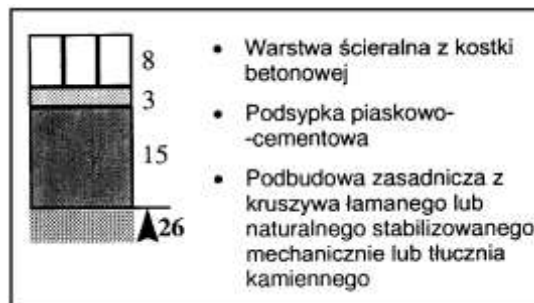 8
3
15
26
• Warstwa ścieralna z kostki
betonowej
• Podsypka piaskowo-
-cementowa
• Podbudowa zasadnicza z
kruszywa łamanego lub
naturalnego stabilizowanego
mechanicznie lub tłucznia
kamiennego